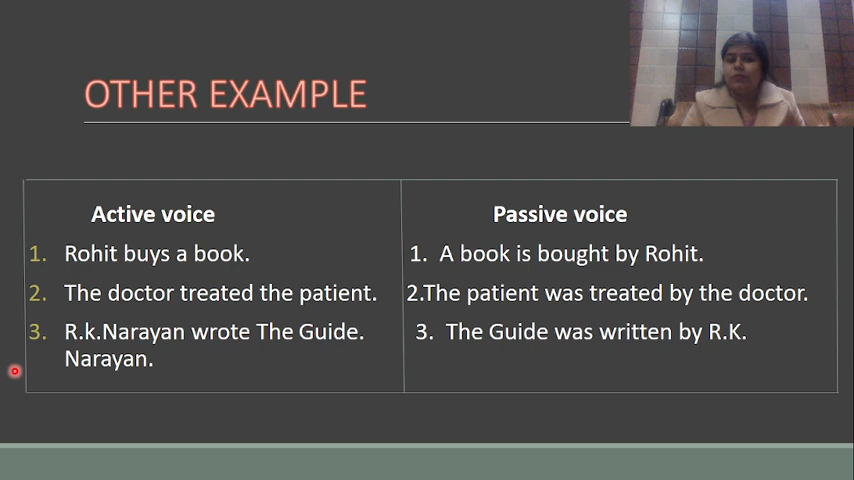 OTHER EXAMPLE
Active voice
1. Rohit buys a book.
2. The doctor treated the patient.
3. R.k.Narayan wrote The Guide.
Narayan.
Passive voice
1. A book is bought by Rohit.
2.The patient was treated by the doctor.
3. The Guide was written by R.K.